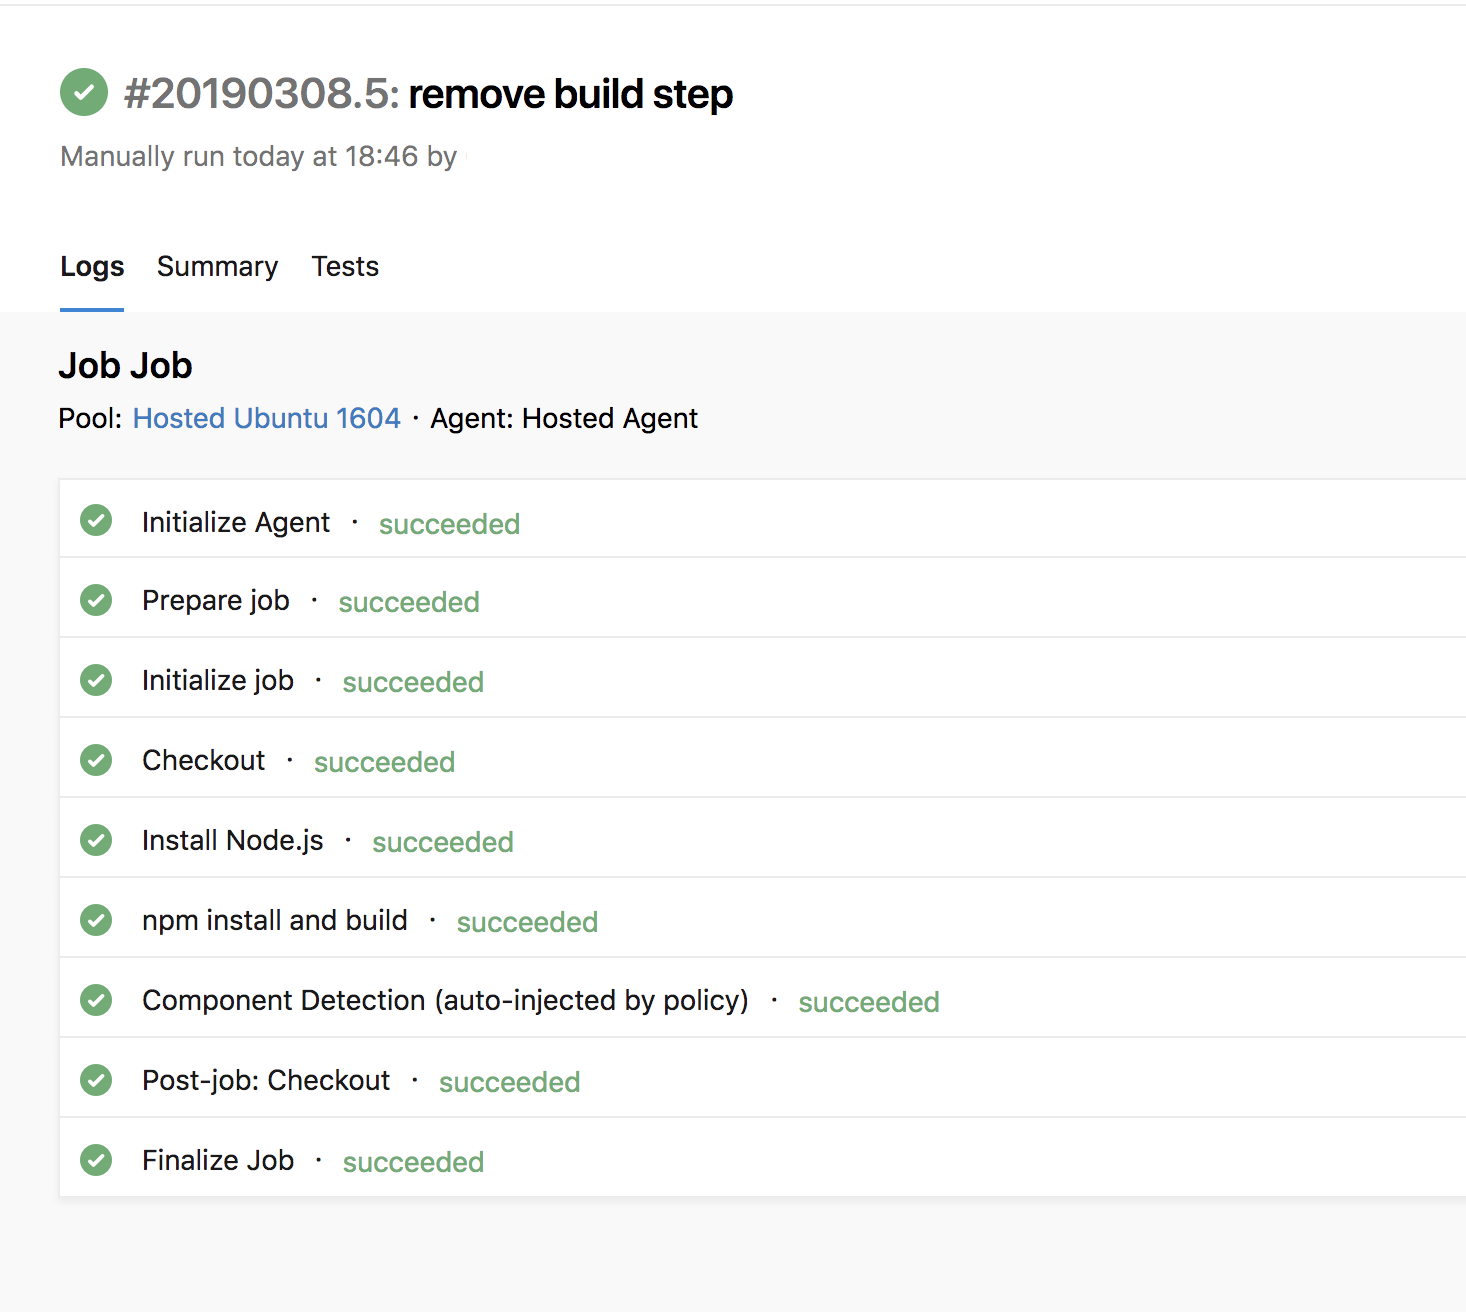 #20190308.5: remove build step
Manually run today at 18:46 by
Logs Summary Tests
Job Job
Pool: Hosted Ubuntu 1604 · Agent: Hosted Agent
Initialize Agent · succeeded
Prepare job · succeeded
Initialize job · succeeded
Checkout · succeeded
Install Node.js · succeeded
npm install and build · succeeded
Component Detection (auto-injected by policy) · succeeded
Post-job: Checkout · succeeded
Finalize Job · succeeded